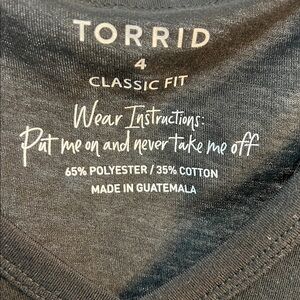 TORRID
4
CLASSIC FIT
Wear Instructions:
Put me on and never take me off
65% POLYESTER / 35% COTTON
MADE IN GUATEMALA